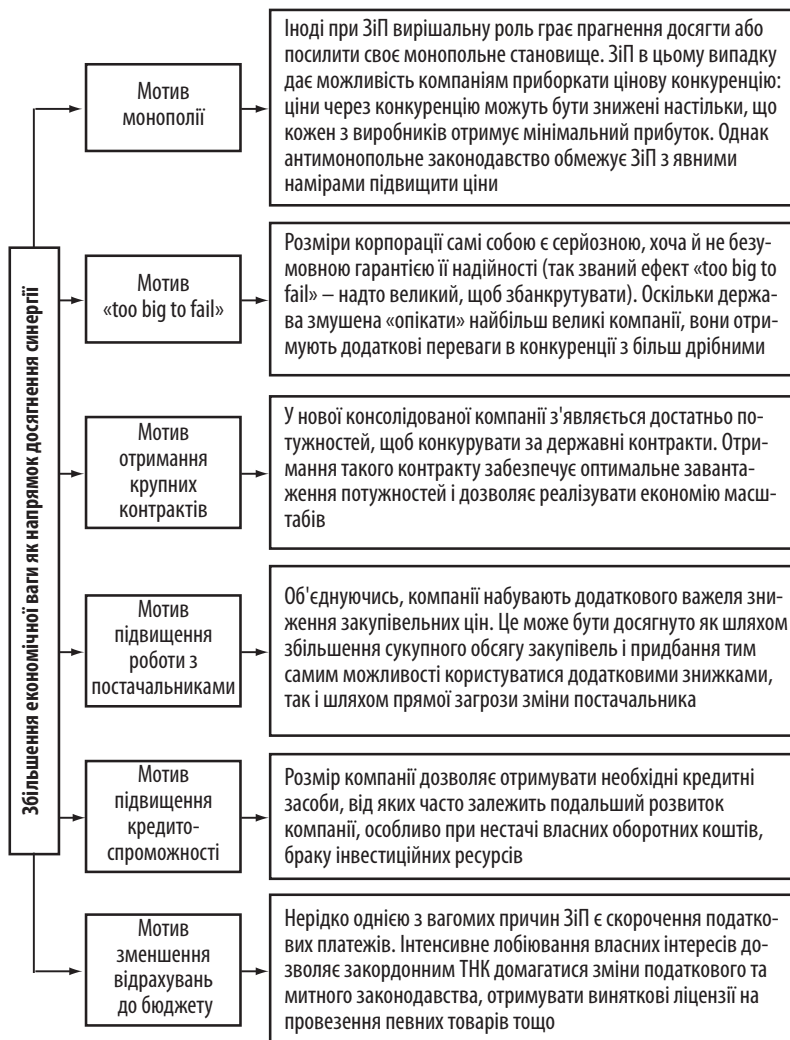 Збільшення економічної ваги як напрямок досягнення синергії
Мотив
монополії
Іноді при ЗіП вирішальну роль грає прагнення досягти або
посилити своє монопольне становище. ЗіП в цьому випадку
дає можливість компаніям приборкати цінову конкуренцію:
ціни через конкуренцію можуть бути знижені настільки, що
кожен з виробників отримує мінімальний прибуток. Однак
антимонопольне законодавство обмежує ЗіП з явними
намірами підвищити ціни
Мотив
«too big to fail»
Розміри корпорації самі собою є серйозною, хоча й не безу-
мовною гарантією її надійності (так званий ефект «too big to
fail» – надто великий, щоб збанкрутувати). Оскільки держа-
ва змушена «опікати» найбільш великі компанії, вони отри-
мують додаткові переваги в конкуренції з більш дрібними
Мотив
отримання
крупних
контрактів
У нової консолідованої компанії з'являється достатньо по-
тужностей, щоб конкурувати за державні контракти. Отри-
мання такого контракту забезпечує оптимальне заванта-
ження потужностей і дозволяє реалізувати економію масш-
табів
Мотив
підвищення
роботи з
постачальниками
Об'єднуючись, компанії набувають додаткового важеля зни-
ження закупівельних цін. Це може бути досягнуто як шляхом
збільшення сукупного обсягу закупівель і придбання тим
самим можливості користуватися додатковими знижками,
так і шляхом прямої загрози зміни постачальника
Мотив
підвищення
кредито-
спроможності
Розмір компанії дозволяє отримувати необхідні кредитні
засоби, від яких часто залежить подальший розвиток
компанії, особливо при нестачі власних оборотних коштів,
браку інвестиційних ресурсів
Мотив
зменшення
відрахувань
до бюджету
Нерідко однією з вагомих причин ЗіП є скорочення податко-
вих платежів. Інтенсивне лобіювання власних інтересів до-
зволяє закордонним ТНК домагатися зміни податкового та
митного законодавства, отримувати виняткові ліцензії на
провезення певних товарів тощо